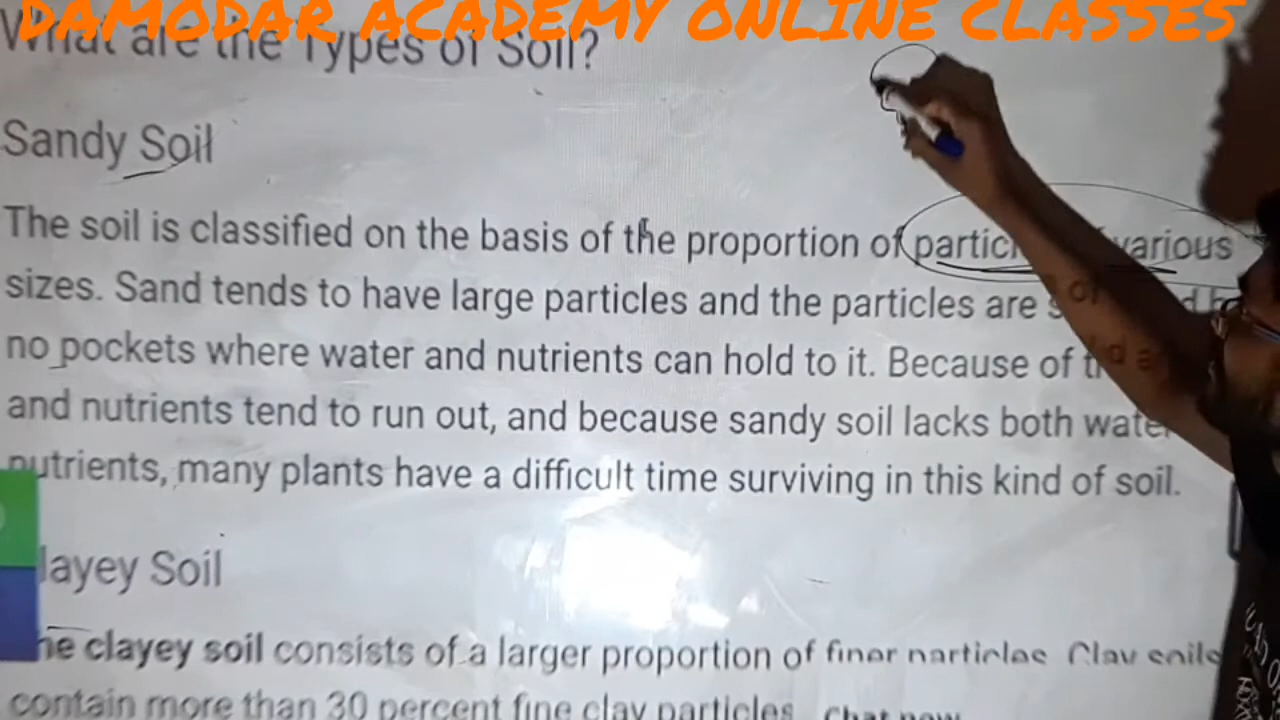 DAMODAR ACADEMY ONLINE CLASSES
What are the Types of Soil?
Sandy Soil
The soil is classified on the basis of the proportion of various
sizes. Sand tends to have large particles and the particles are
no pockets where water and nutrients can hold to it. Because of
and nutrients tend to run out, and because sandy soil lacks both
nutrients, many plants have a difficult time surviving in this kind of soil.
layey Soil
he clayey soil consists of a larger proportion of finer particles. Clay soils
contain more than 30 percent fine clay particles. Chat now